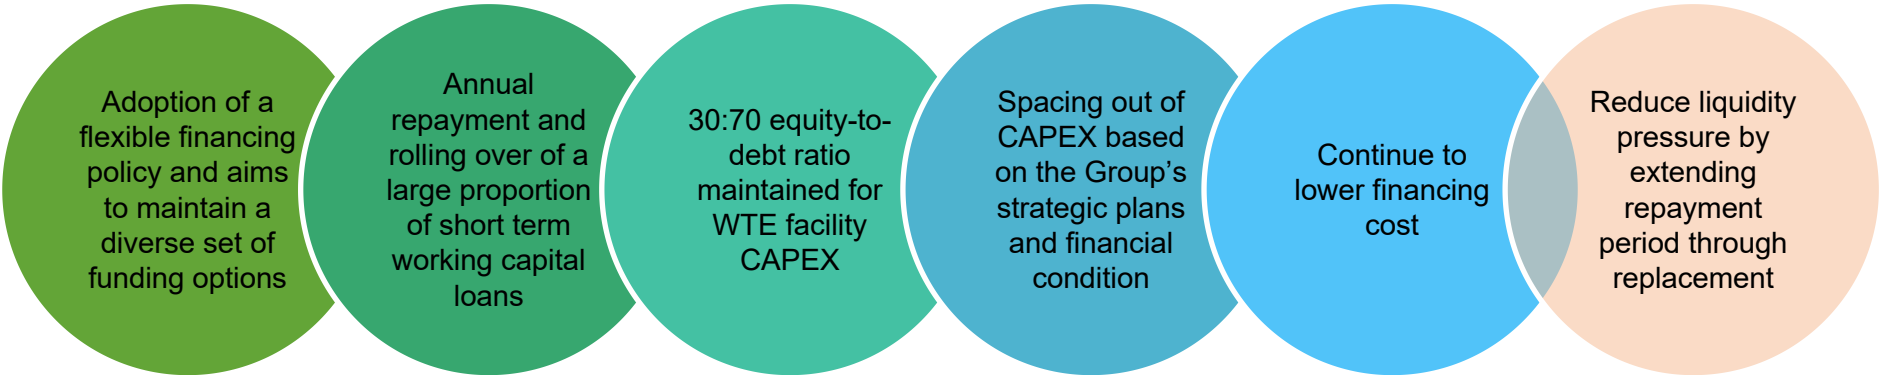 Adoption of a
flexible financing
policy and aims
to maintain a
diverse set of
funding options
Annual
repayment and
rolling over of a
large proportion
of short term
working capital
loans
30:70 equity-to-
debt ratio
maintained for
WTE facility
CAPEX
Spacing out of
CAPEX based
on the Group’s
strategic plans
and financial
condition
Continue to
lower financing
cost
Reduce liquidity
pressure by
extending
repayment
period through
replacement